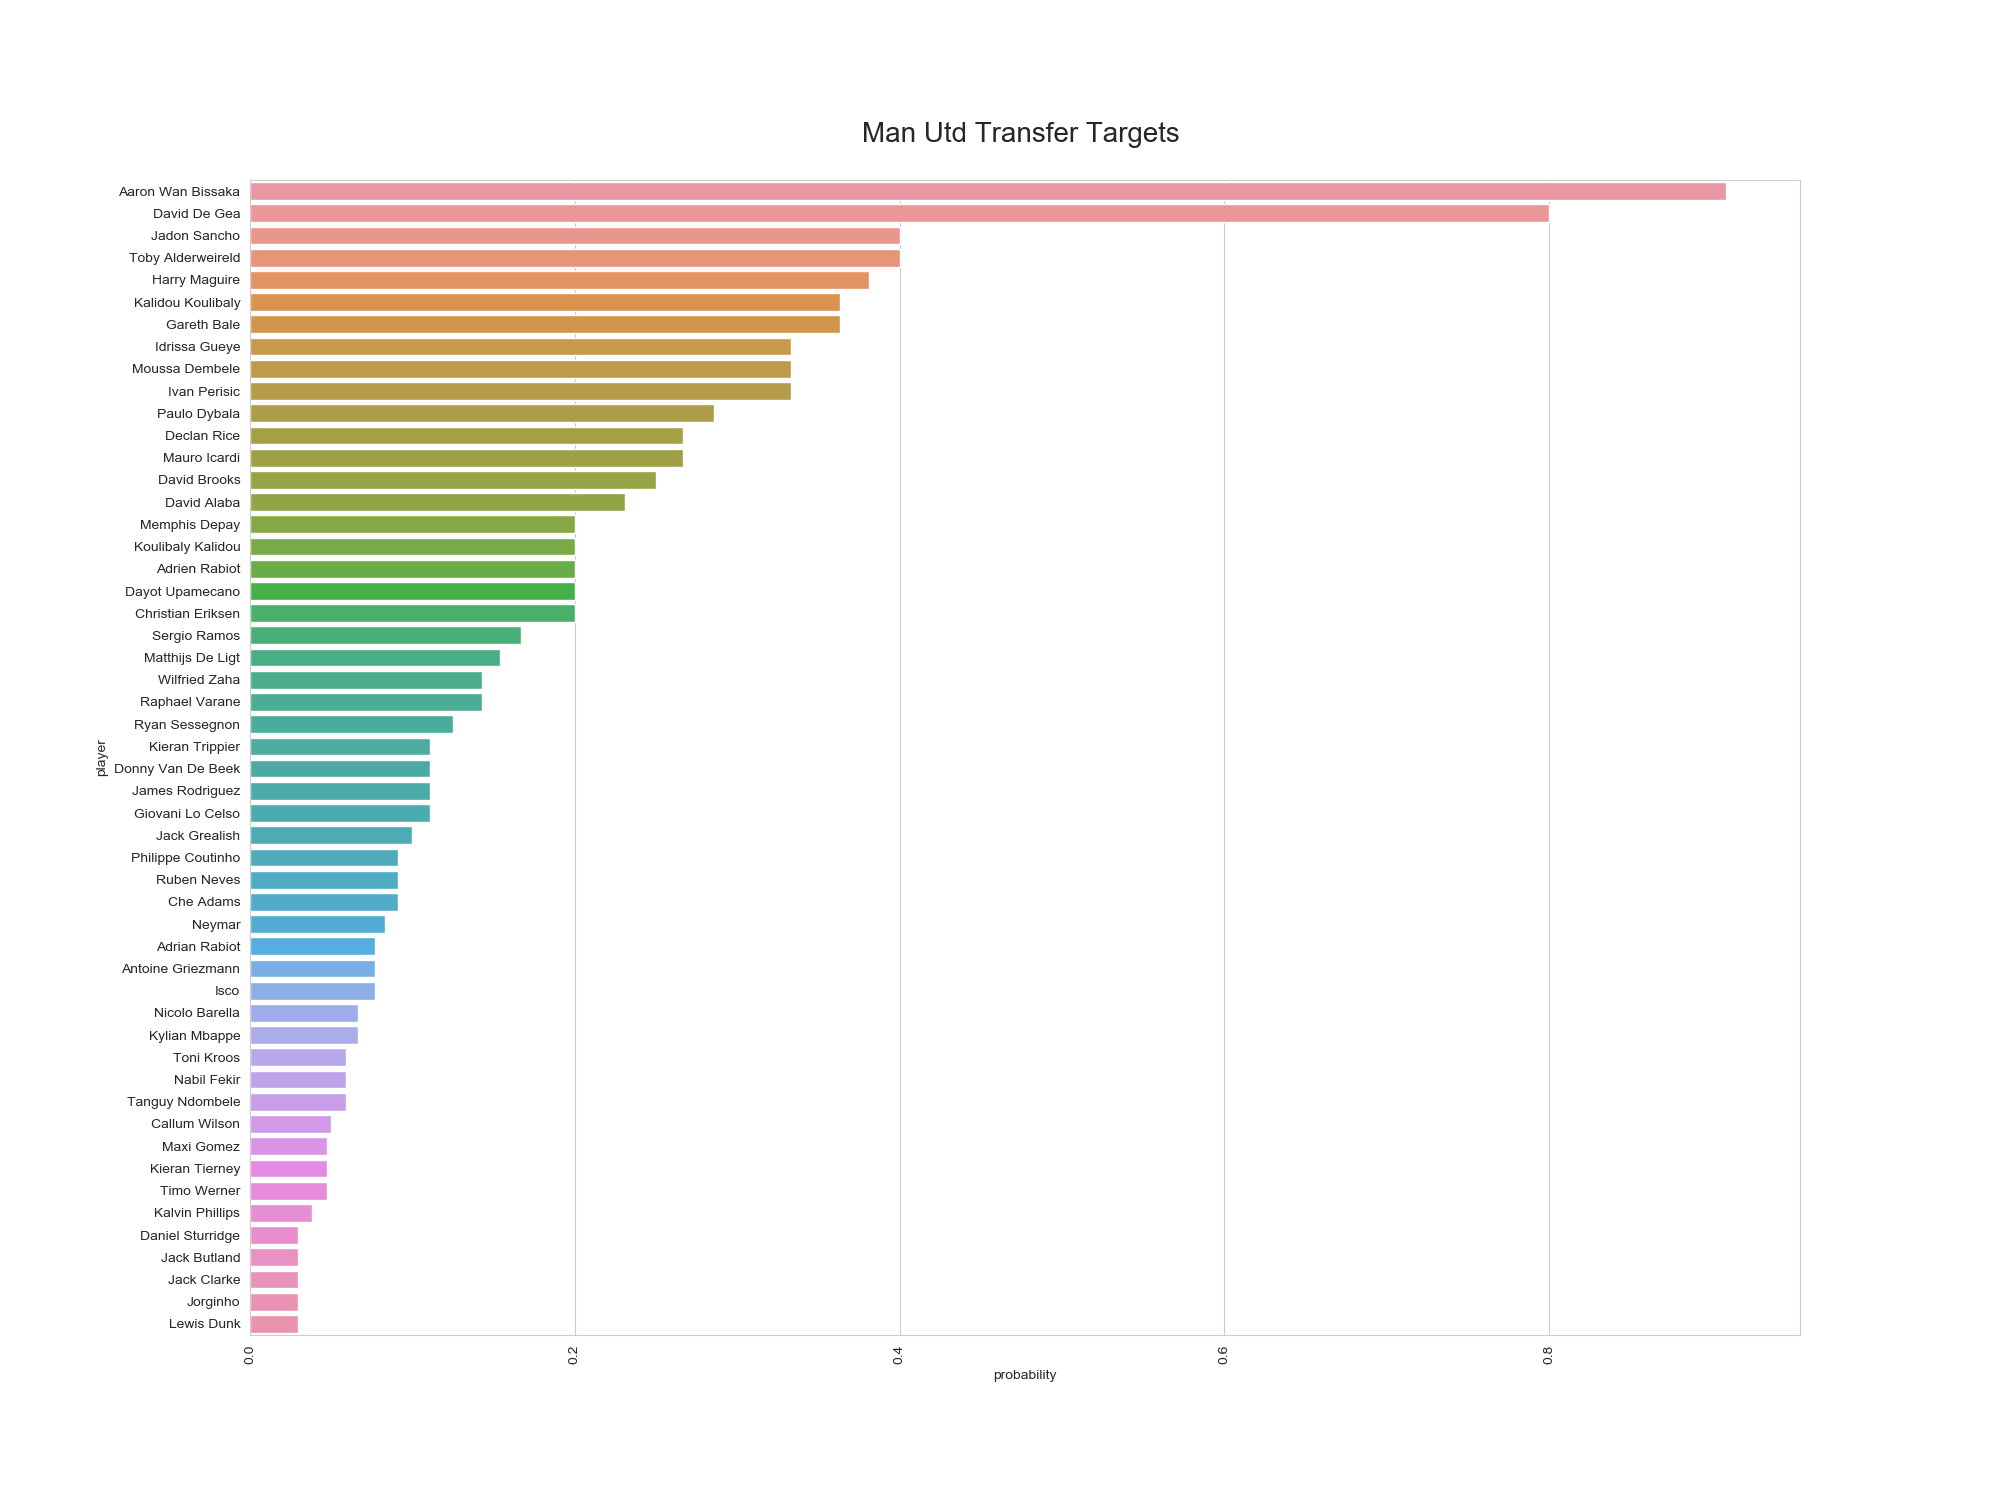 Man Utd Transfer Targets
Aaron Wan Bissaka
David De Gea
Jadon Sancho
Toby Alderweireld
Harry Maguire
Kalidou Koulibaly
Gareth Bale
Idrissa Gueye
Moussa Dembele
Ivan Perisic
Paulo Dybala
Declan Rice
Mauro Icardi
David Brooks
David Alaba
Memphis Depay
Koulibaly Kalidou
Adrien Rabiot
Dayot Upamecano
Christian Eriksen
Sergio Ramos
Matthijs De Ligt
Wilfried Zaha
Raphael Varane
Ryan Sessegnon
Kieran Trippier
player
Donny Van De Beek
James Rodriguez
Giovani Lo Celso
Jack Grealish
Philippe Coutinho
Ruben Neves
Che Adams
Neymar
Adrian Rabiot
Antoine Griezmann
Isco
Nicolo Barella
Kylian Mbappe
Toni Kroos
Nabil Fekir
Tanguy Ndombele
Callum Wilson
Maxi Gomez
Kieran Tierney
Timo Werner
Kalvin Phillips
Daniel Sturridge
Jack Butland
Jack Clarke
Jorginho
Lewis Dunk
0.0 0.2 0.4 0.6 0.8
probability